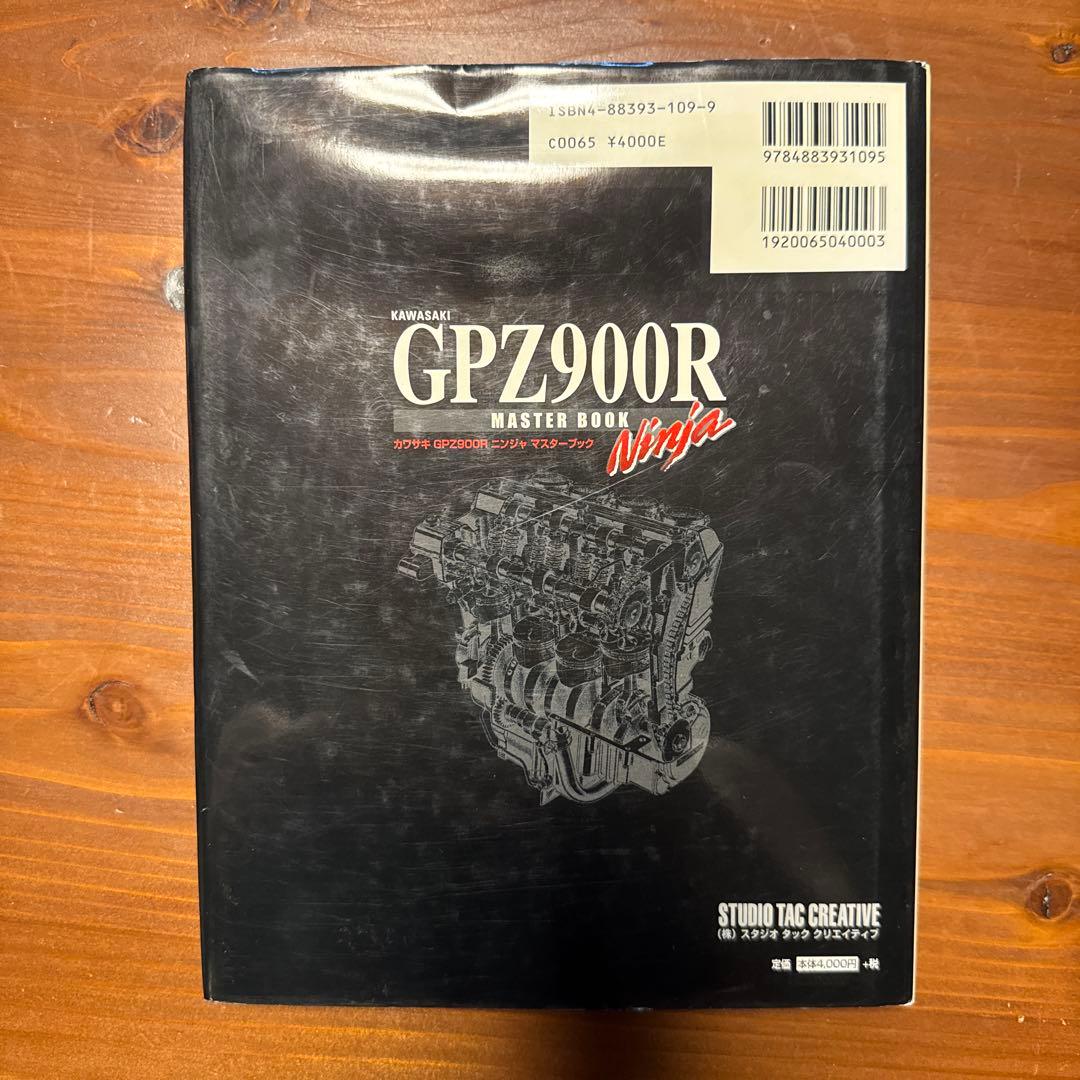 ISBN4-88393-109-9
C0065 ¥4000E
9784883931095
1920065040003
KAWASAKI
GPZ900R
MASTER BOOK
Ninja
カワサキ GPZ900R ニンジャ マスターブック
STUDIO TAC CREATIVE
(株) スタジオ タック クリエイティブ
定価 本体4,000円 +税